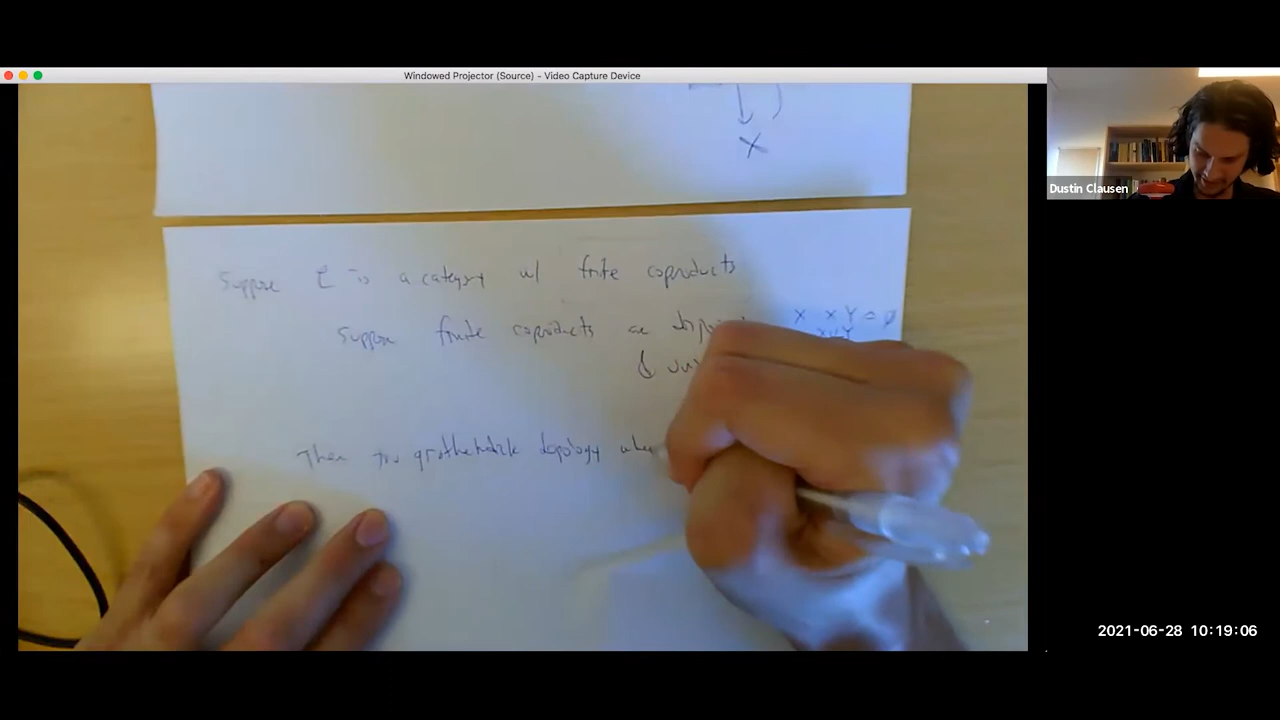 Windowed Projector (Source) - Video Capture Device
Dustin Clausen
X
Suppose C is a category w/ finite coproducts
Suppose finite coproducts are
X × Y = ∅
X ⊔ Y
&
Then the grothendieck topology where
2021-06-28 10:19:06